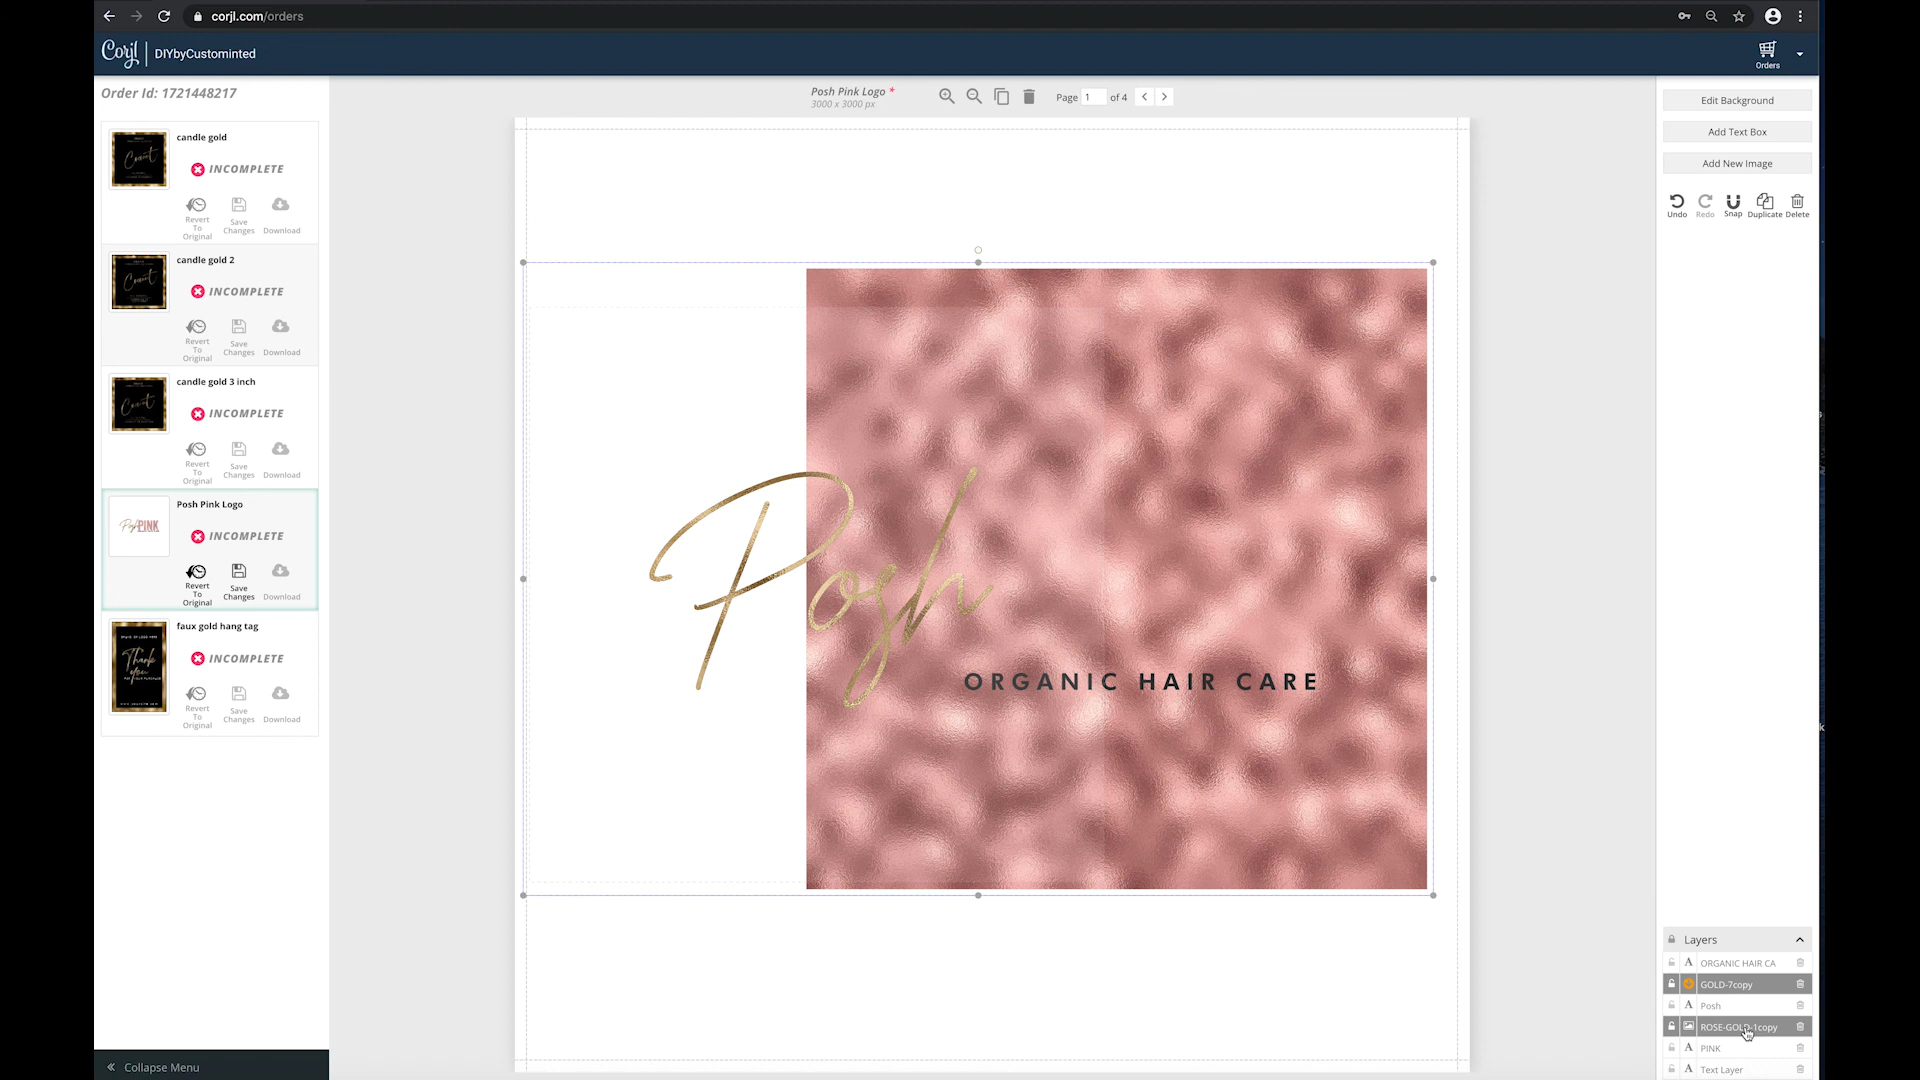 corjl.com/orders
Corjl | DIYbyCustominted
Orders
Order Id: 1721448217
candle gold
INCOMPLETE
Revert To Original
Save Changes
Download
candle gold 2
INCOMPLETE
Revert To Original
Save Changes
Download
candle gold 3 inch
INCOMPLETE
Revert To Original
Save Changes
Download
Posh Pink Logo
Posh PINK
INCOMPLETE
Revert To Original
Save Changes
Download
faux gold hang tag
Thank you
INCOMPLETE
Revert To Original
Save Changes
Download
Collapse Menu
Posh Pink Logo *
3000 x 3000 px
Page 1 of 4
Posh
ORGANIC HAIR CARE
Edit Background
Add Text Box
Add New Image
Undo Redo Snap Duplicate Delete
Layers
A ORGANIC HAIR CA
GOLD-7copy
A Posh
ROSE-GOLD-1copy
A PINK
A Text Layer